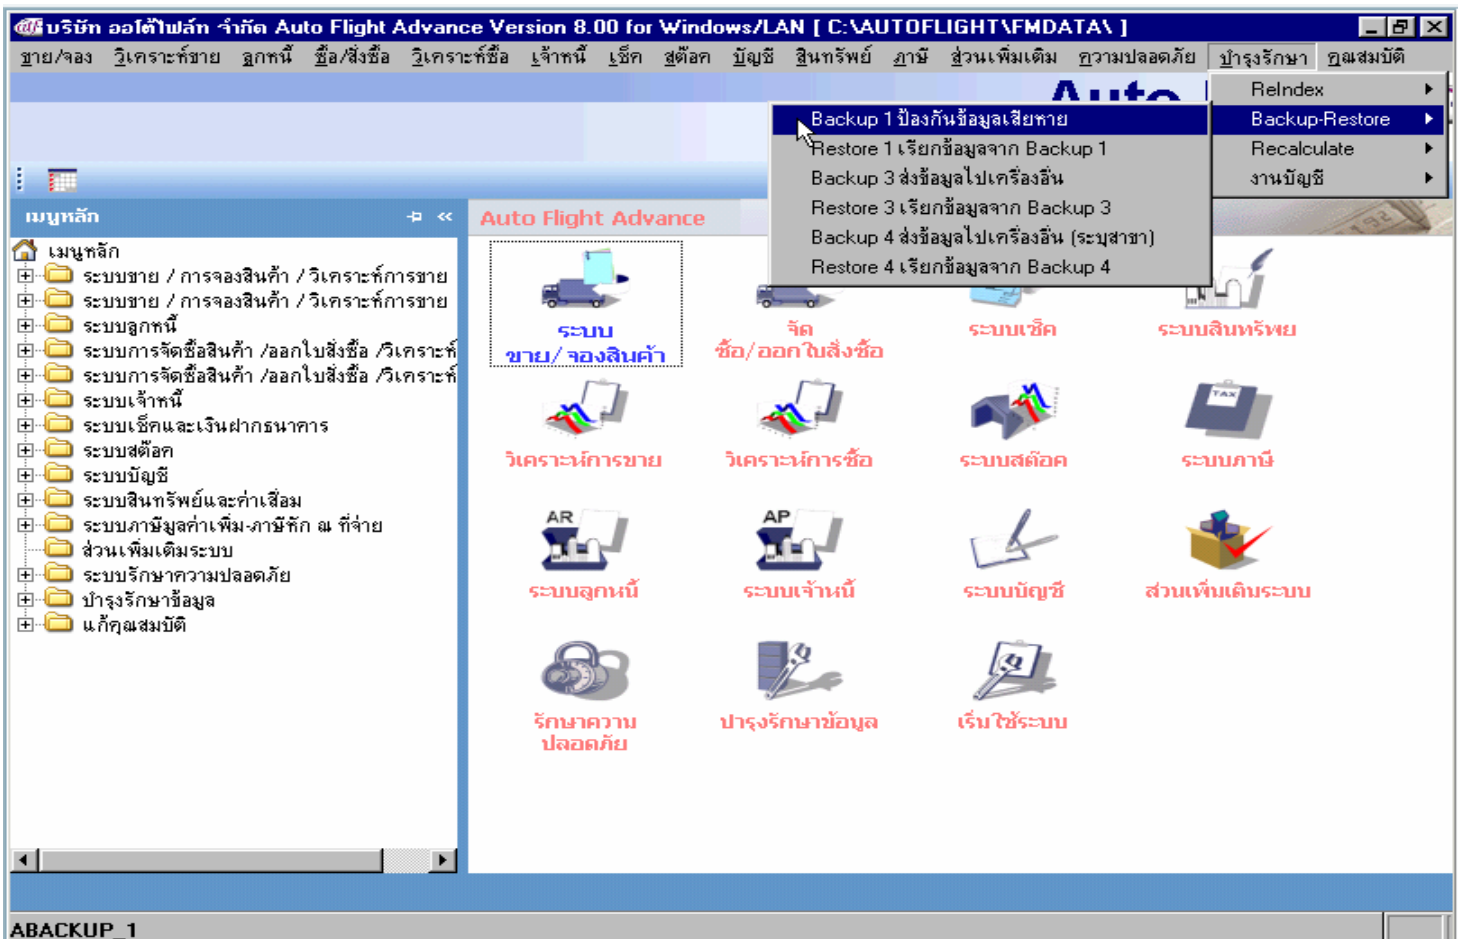 บริษัท ออโต้ไฟล์ท จำกัด Auto Flight Advance Version 8.00 for Windows/LAN [ C:\AUTOFLIGHT\FMDATA\ ]
ขาย/จอง วิเคราะห์ขาย ลูกหนี้ ซื้อ/สั่งซื้อ วิเคราะห์ซื้อ เจ้าหนี้ เช็ค สต๊อค บัญชี สินทรัพย์ ภาษี ส่วนเพิ่มเติม ความปลอดภัย บำรุงรักษา คุณสมบัติ
Auto
ReIndex
Backup-Restore
Recalculate
งานบัญชี
Backup 1 ป้องกันข้อมูลเสียหาย
Restore 1 เรียกข้อมูลจาก Backup 1
Backup 3 ส่งข้อมูลไปเครื่องอื่น
Restore 3 เรียกข้อมูลจาก Backup 3
Backup 4 ส่งข้อมูลไปเครื่องอื่น (ระบุสาขา)
Restore 4 เรียกข้อมูลจาก Backup 4
เมนูหลัก
เมนูหลัก
ระบบขาย / การจองสินค้า / วิเคราะห์การขาย
ระบบขาย / การจองสินค้า / วิเคราะห์การขาย
ระบบลูกหนี้
ระบบการจัดซื้อสินค้า /ออกใบสั่งซื้อ /วิเคราะห์
ระบบการจัดซื้อสินค้า /ออกใบสั่งซื้อ /วิเคราะห์
ระบบเจ้าหนี้
ระบบเช็คและเงินฝากธนาคาร
ระบบสต๊อค
ระบบบัญชี
ระบบสินทรัพย์และค่าเสื่อม
ระบบภาษีมูลค่าเพิ่ม-ภาษีหัก ณ ที่จ่าย
ส่วนเพิ่มเติมระบบ
ระบบรักษาความปลอดภัย
บำรุงรักษาข้อมูล
แก้คุณสมบัติ
Auto Flight Advance
ระบบ
ขาย/จองสินค้า
จัด
ซื้อ/ออกใบสั่งซื้อ
ระบบเช็ค
ระบบสินทรัพย
วิเคราะห์การขาย
วิเคราะห์การซื้อ
ระบบสต๊อค
TAX
ระบบภาษี
AR
ระบบลูกหนี้
AP
ระบบเจ้าหนี้
ระบบบัญชี
ส่วนเพิ่มเติมระบบ
รักษาความ
ปลอดภัย
บำรุงรักษาข้อมูล
เริ่มใช้ระบบ
ABACKUP_1